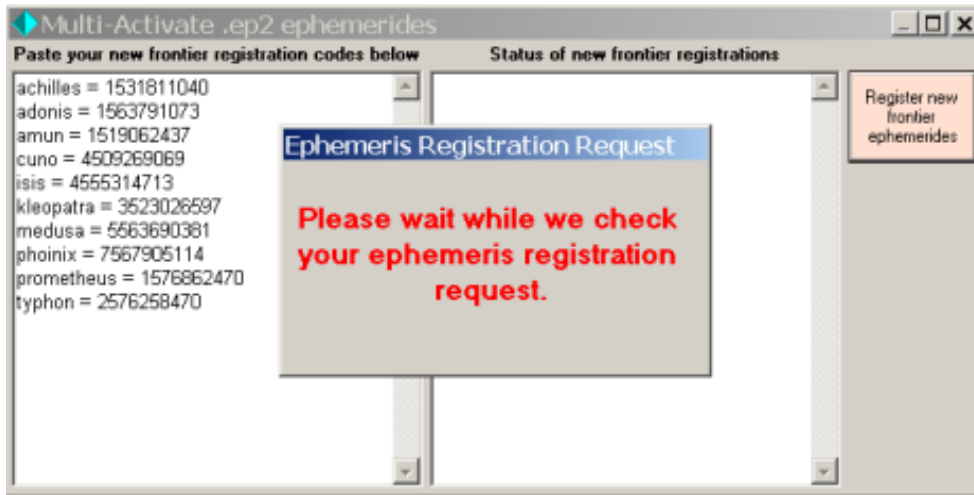 Multi-Activate .ep2 ephemerides
Paste your new frontier registration codes below
Status of new frontier registrations
achilles = 1531811040
adonis = 1563791073
amun = 1519062437
cuno = 4509269069
isis = 4555314713
kleopatra = 3523026597
medusa = 5563690381
phoinix = 7567905114
prometheus = 1576862470
typhon = 2576258470
Ephemeris Registration Request
Please wait while we check
your ephemeris registration
request.
Register new
frontier
ephemerides